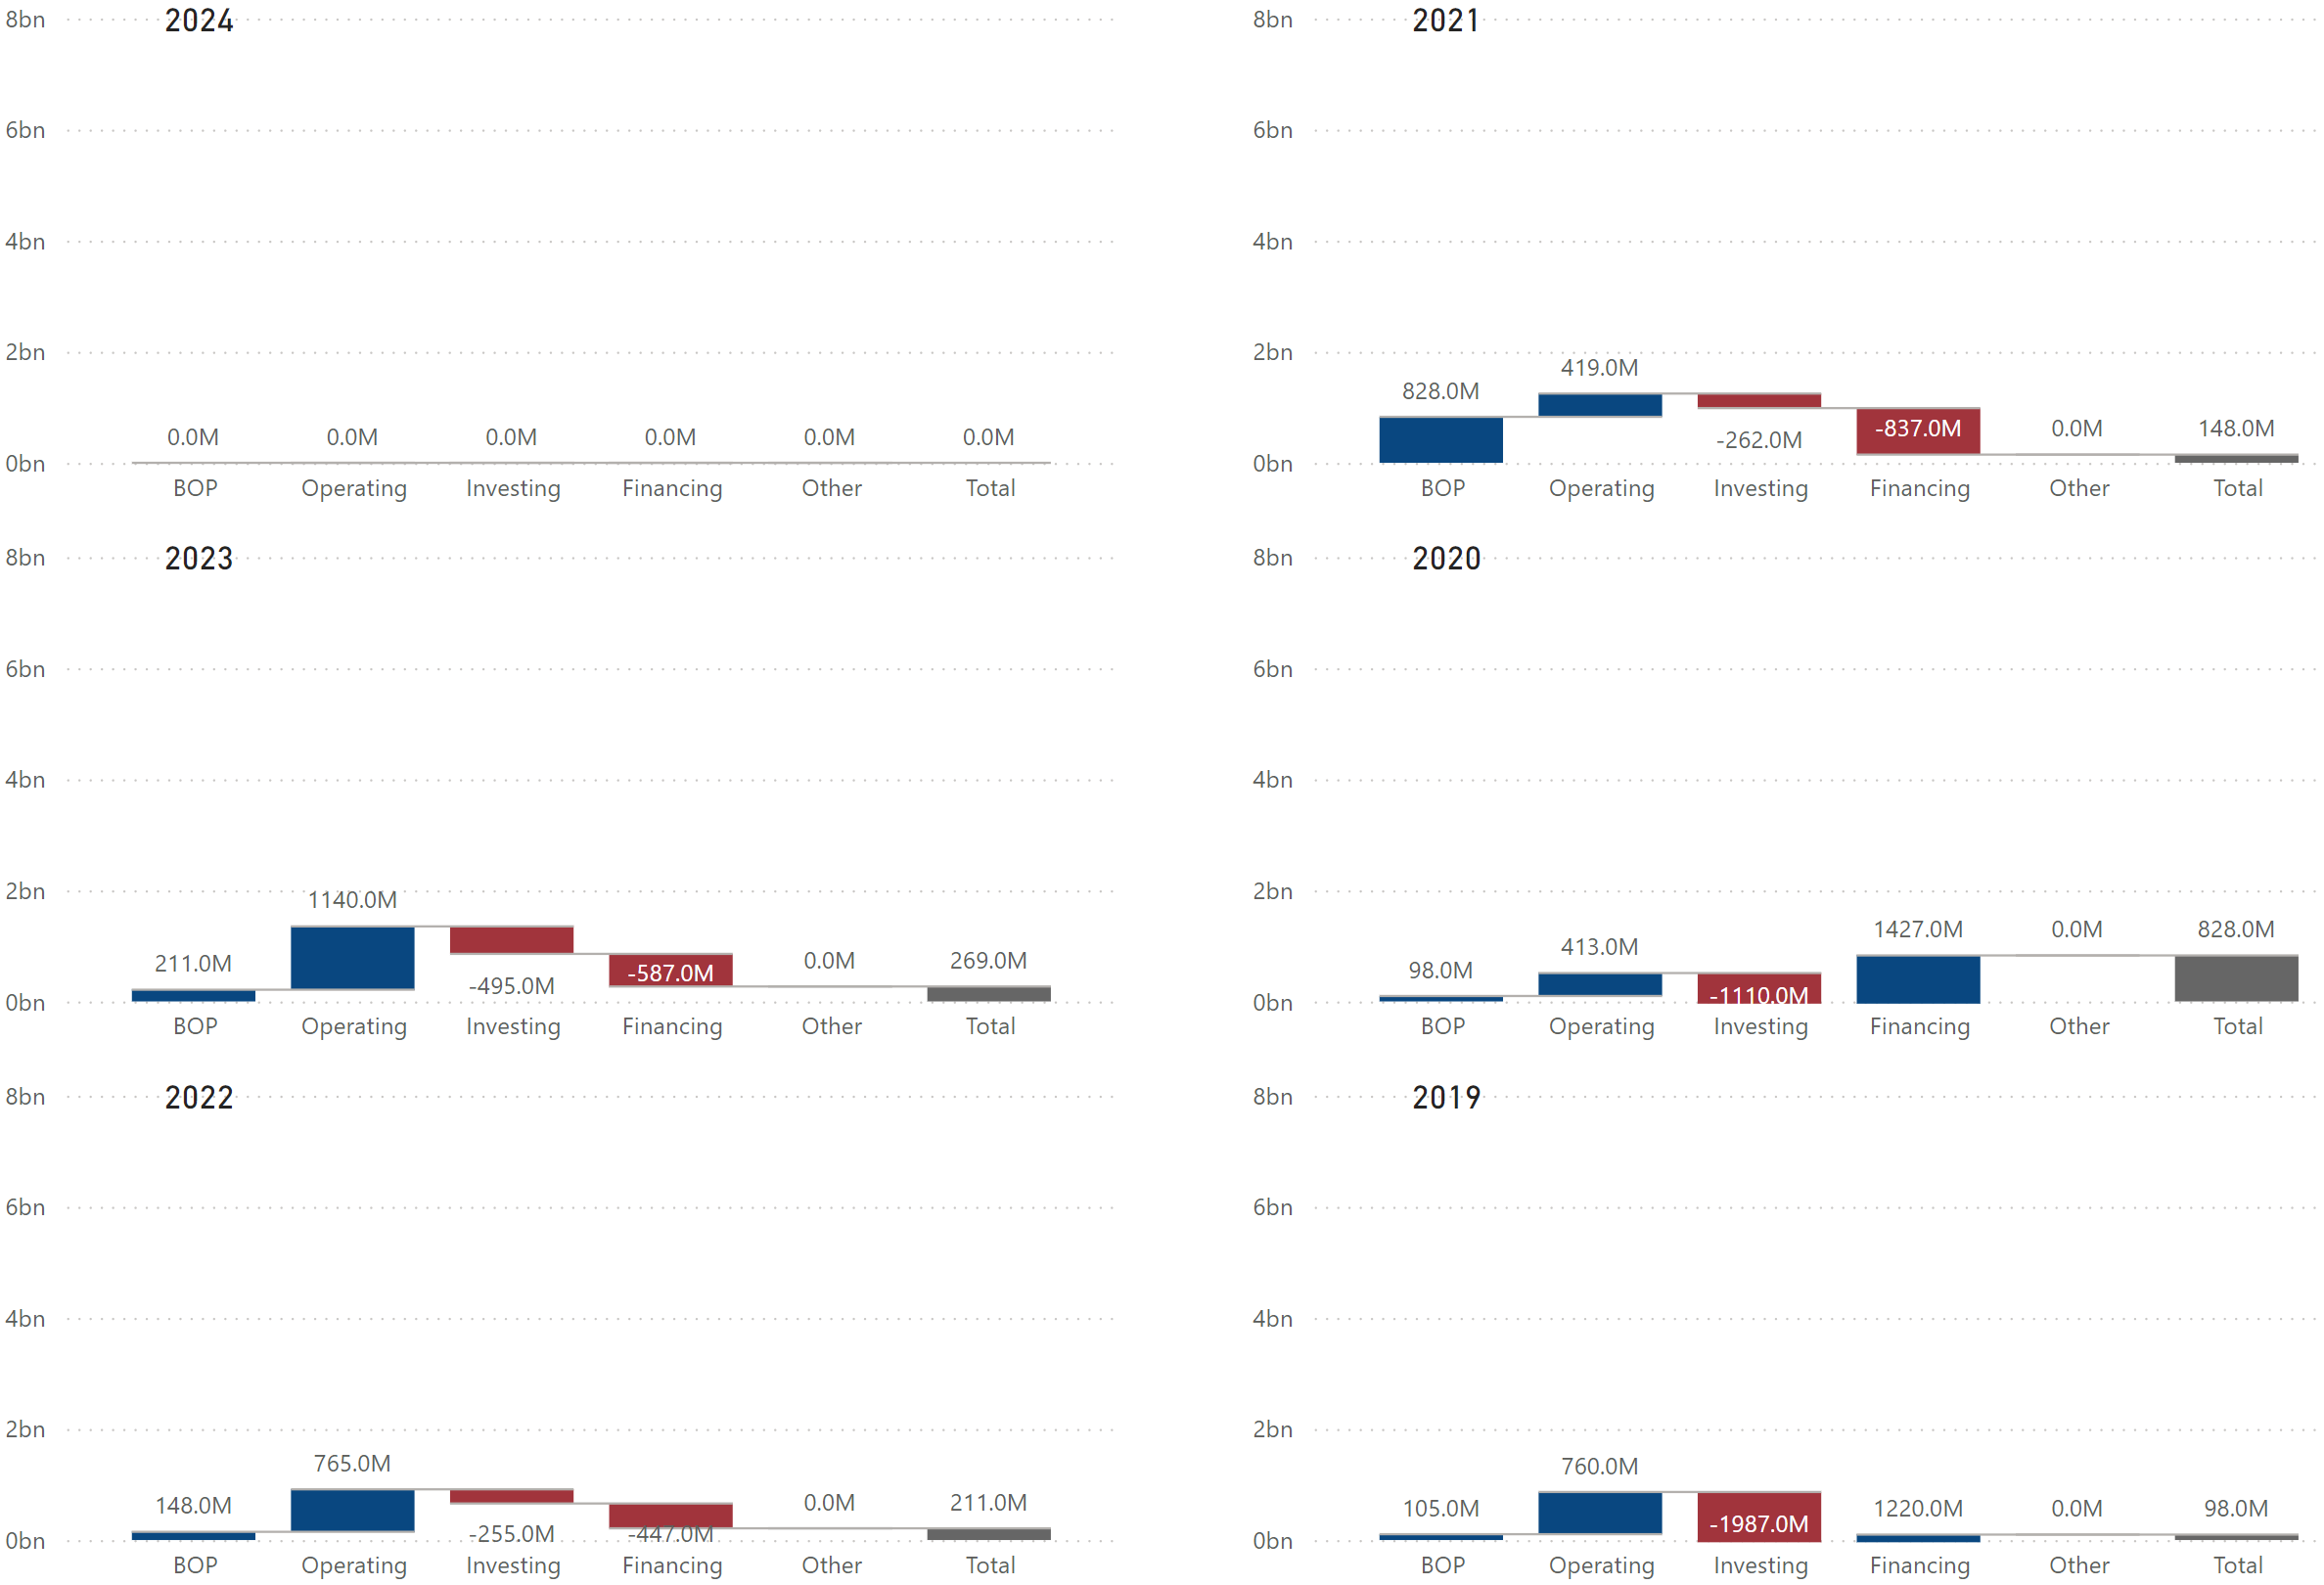 2024
8bn
6bn
4bn
2bn
0bn
0.0M 0.0M 0.0M 0.0M 0.0M 0.0M
BOP Operating Investing Financing Other Total
2021
8bn
6bn
4bn
2bn
0bn
828.0M 419.0M -262.0M -837.0M 0.0M 148.0M
BOP Operating Investing Financing Other Total
2023
8bn
6bn
4bn
2bn
0bn
211.0M 1140.0M -495.0M -587.0M 0.0M 269.0M
BOP Operating Investing Financing Other Total
2020
8bn
6bn
4bn
2bn
0bn
98.0M 413.0M -1110.0M 1427.0M 0.0M 828.0M
BOP Operating Investing Financing Other Total
2022
8bn
6bn
4bn
2bn
0bn
148.0M 765.0M -255.0M -447.0M 0.0M 211.0M
BOP Operating Investing Financing Other Total
2019
8bn
6bn
4bn
2bn
0bn
105.0M 760.0M -1987.0M 1220.0M 0.0M 98.0M
BOP Operating Investing Financing Other Total